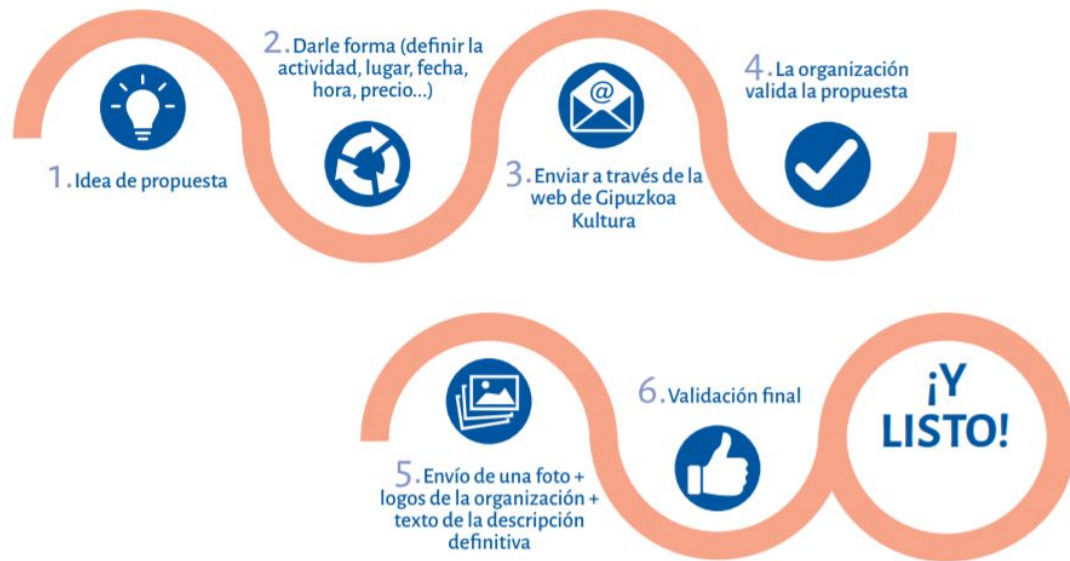 1. Idea de propuesta
2. Darle forma (definir la
actividad, lugar, fecha,
hora, precio...)
@
3. Enviar a través de la
web de Gipuzkoa
Kultura
4. La organización
valida la propuesta
5. Envío de una foto +
logos de la organización +
texto de la descripción
definitiva
6. Validación final
¡Y
LISTO!